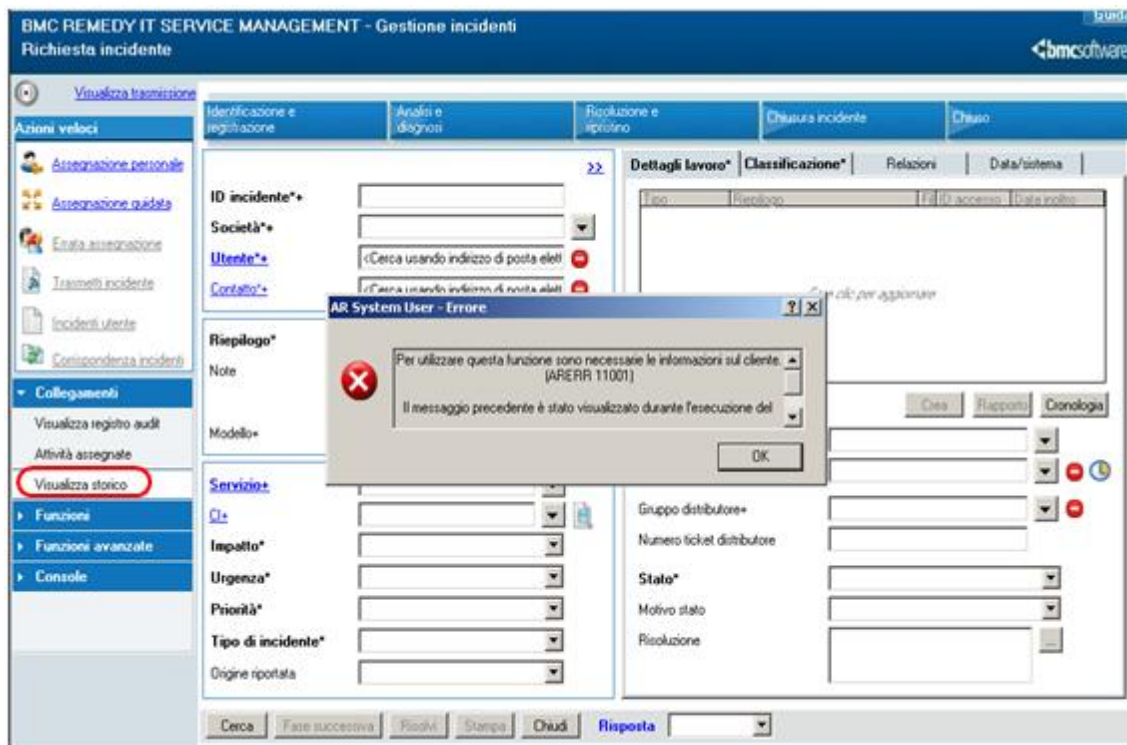 BMC REMEDY IT SERVICE MANAGEMENT - Gestione incidenti
Guida
Richiesta incidente
bmcsoftware
Visualizza trasmissione
Azioni veloci
Assegnazione personale
Assegnazione guidata
Errata assegnazione
Trasmetti incidente
Incidenti utente
Corrispondenza incidenti
Collegamenti
Visualizza registro audit
Attività assegnate
Visualizza storico
Funzioni
Funzioni avanzate
Console
Identificazione e
registrazione
Analisi e
diagnosi
Risoluzione e
ripristino
Chiusura incidente
Chiuso
>>
ID incidente*+
Società*+
Utente*+
<Cerca usando indirizzo di posta elett
Contatto*+
<Cerca usando indirizzo di posta elett
Riepilogo*
Note
Modello+
Servizio+
CI+
Impatto*
Urgenza*
Priorità*
Tipo di incidente*
Origine riportata
Dettagli lavoro*
Classificazione*
Relazioni
Data/sistema
Tipo
Riepilogo
Fil
ID accesso
Data inoltro
clic per aggiornare
Crea
Rapporto
Cronologia
Gruppo distributore+
Numero ticket distributore
Stato*
Motivo stato
Risoluzione
...
AR System User - Errore
Per utilizzare questa funzione sono necessarie le informazioni sul cliente.
(ARERR 11001)
Il messaggio precedente è stato visualizzato durante l'esecuzione del
OK
Cerca
Fase successiva
Risolvi
Stampa
Chiudi
Risposta